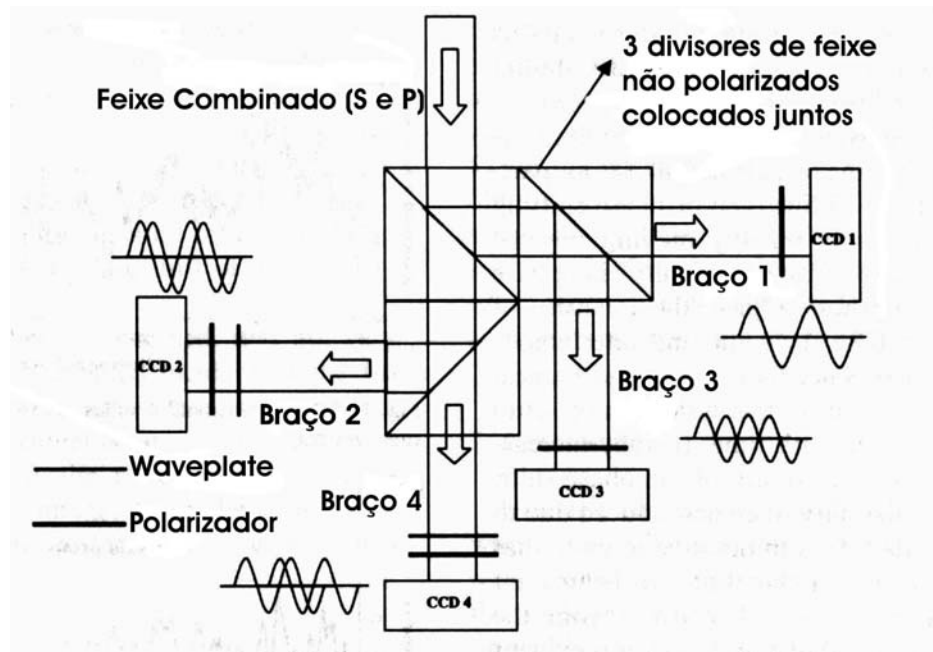 3 divisores de feixe
não polarizados
colocados juntos
Feixe Combinado (S e P)
CCD 1
Braço 1
CCD 2
Braço 2
Braço 3
CCD 3
Waveplate
Polarizador
Braço 4
CCD 4